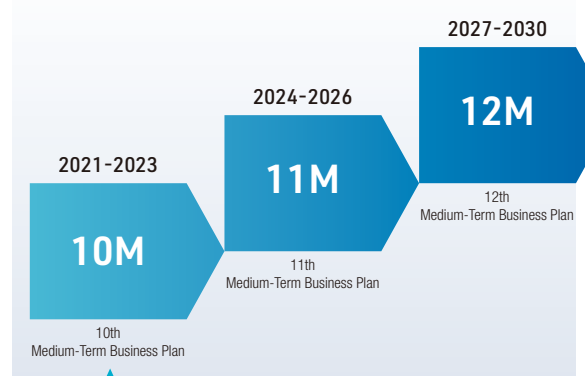 2027-2030
12M
12th
Medium-Term Business Plan
2024-2026
11M
11th
Medium-Term Business Plan
2021-2023
10M
10th
Medium-Term Business Plan